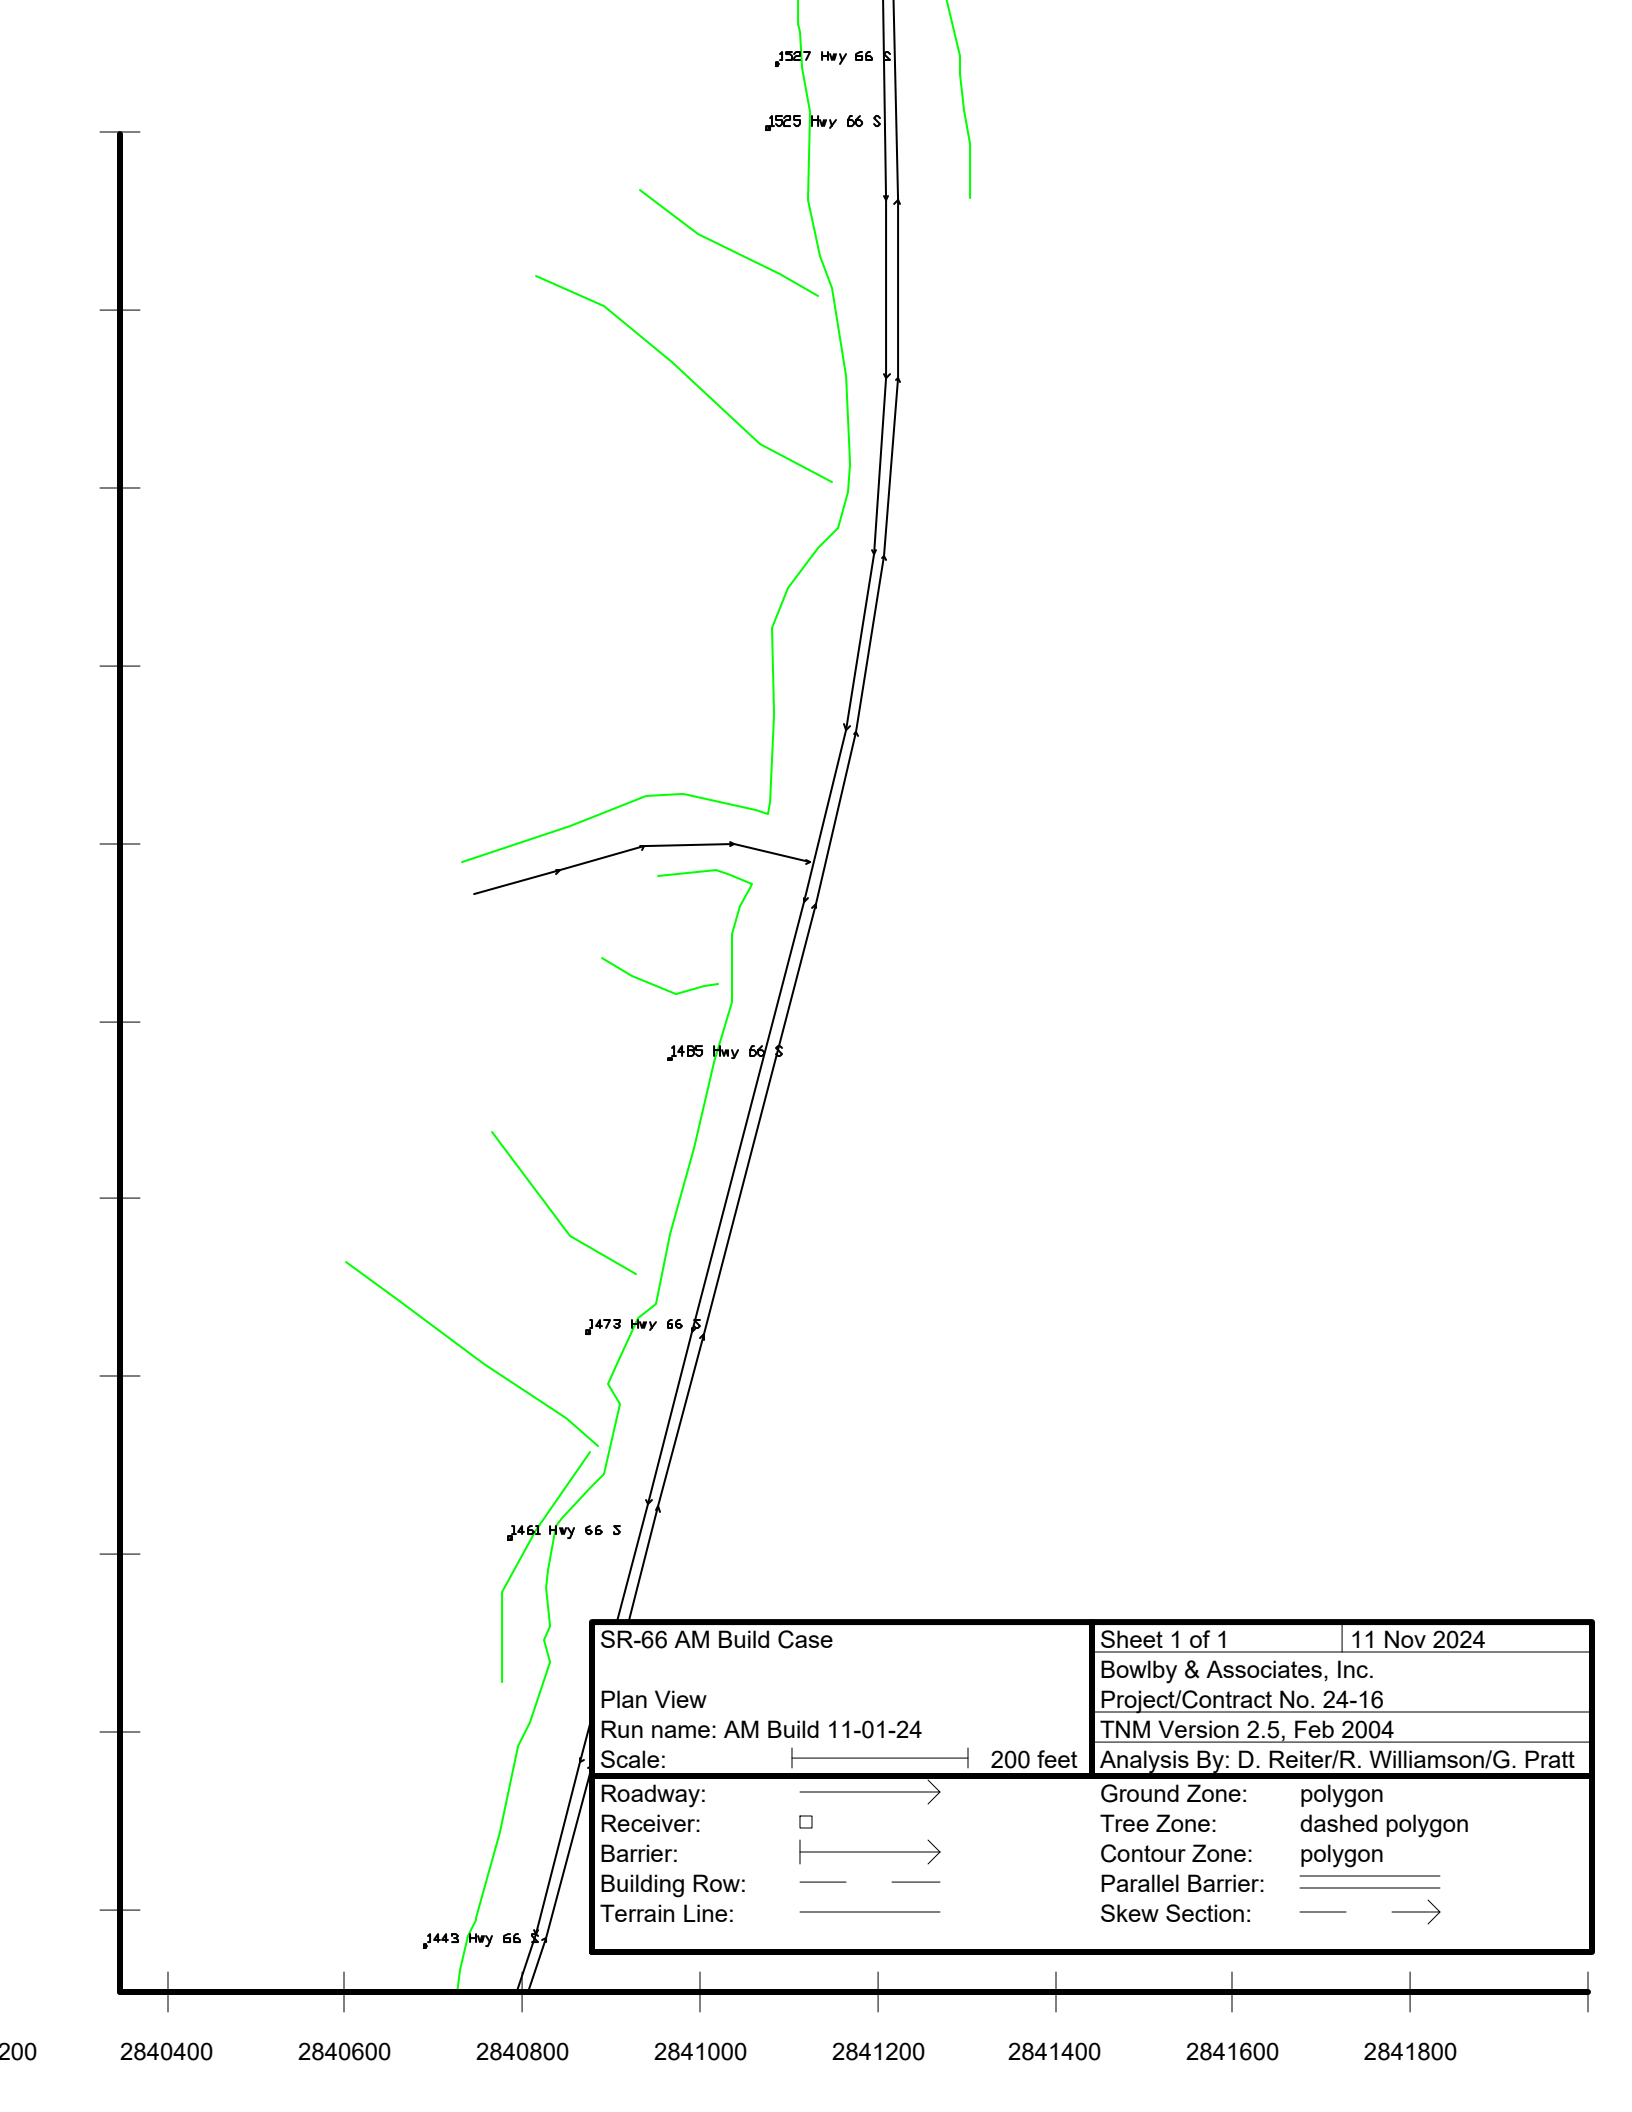 1527 Hwy 66 S
1525 Hwy 66 S
Hwy 66 S
1473 Hwy 66 S
1461 Hwy 66 S
1443 Hwy 66 S
SR-66 AM Build Case
Plan View
Run name: AM Build 11-01-24
Scale: 200 feet
Sheet 1 of 1 11 Nov 2024
Bowlby & Associates, Inc.
Project/Contract No. 24-16
TNM Version 2.5, Feb 2004
Analysis By: D. Reiter/R. Williamson/G. Pratt
Roadway:
Receiver:
Barrier:
Building Row:
Terrain Line:
Ground Zone: polygon
Tree Zone: dashed polygon
Contour Zone: polygon
Parallel Barrier:
Skew Section:
200 2840400 2840600 2840800 2841000 2841200 2841400 2841600 2841800